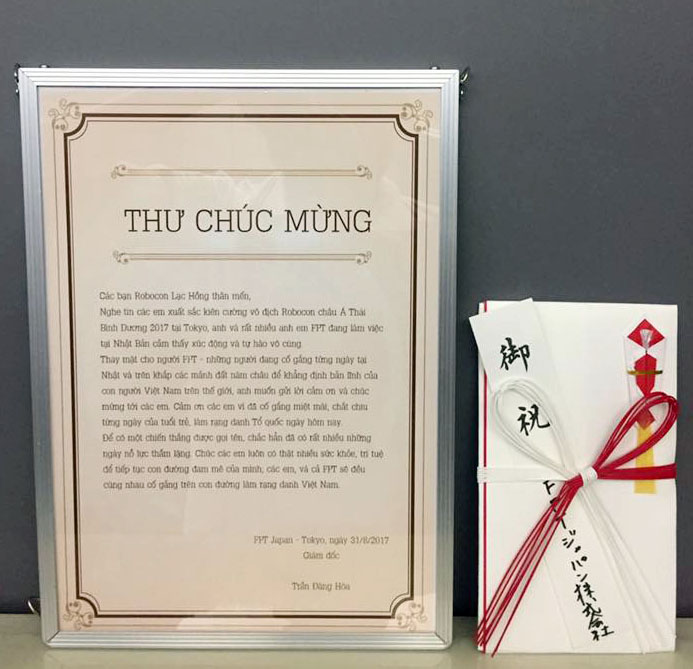 THƯ CHÚC MỪNG
Các bạn Robocon Lạc Hồng thân mến,
Nghe tin các em xuất sắc kiên cường vô địch Robocon châu Á Thái
Bình Dương 2017 tại Tokyo, anh và rất nhiều anh em FPT đang làm việc
tại Nhật Bản cảm thấy xúc động và tự hào vô cùng.
Thay mặt cho người FPT - những người đang cố gắng từng ngày tại
Nhật và trên khắp các mảnh đất năm châu để khẳng định bản lĩnh của
con người Việt Nam trên thế giới, anh muốn gửi lời cảm ơn và chúc
mừng tới các em. Cảm ơn các em vì đã cố gắng miệt mài, chắt chiu
từng ngày của tuổi trẻ, làm rạng danh Tổ quốc ngày hôm nay.
Để có một chiến thắng được gọi tên, chắc hẳn đã có rất nhiều những
ngày nỗ lực thầm lặng. Chúc các em luôn có thật nhiều sức khỏe, trí tuệ
để tiếp tục con đường đam mê của mình, các em, và cả FPT sẽ đều
cùng nhau cố gắng trên con đường làm rạng danh Việt Nam.
FPT Japan - Tokyo, ngày 31/8/2017
Giám đốc
Trần Đăng Hòa
御祝
ジャパン株式会社